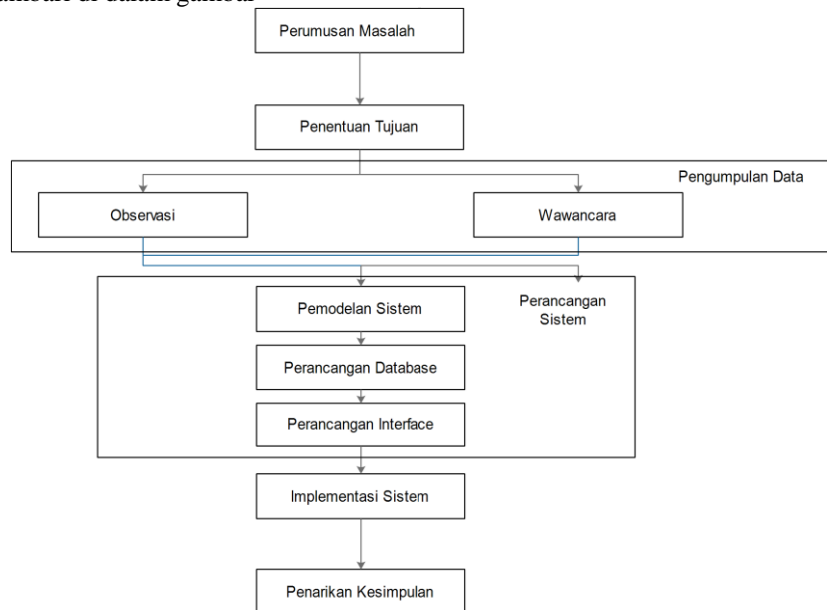 di dalam gambar
Perumusan Masalah
Penentuan Tujuan
Pengumpulan Data
Observasi
Wawancara
Pemodelan Sistem
Perancangan
Sistem
Perancangan Database
Perancangan Interface
Implementasi Sistem
Penarikan Kesimpulan